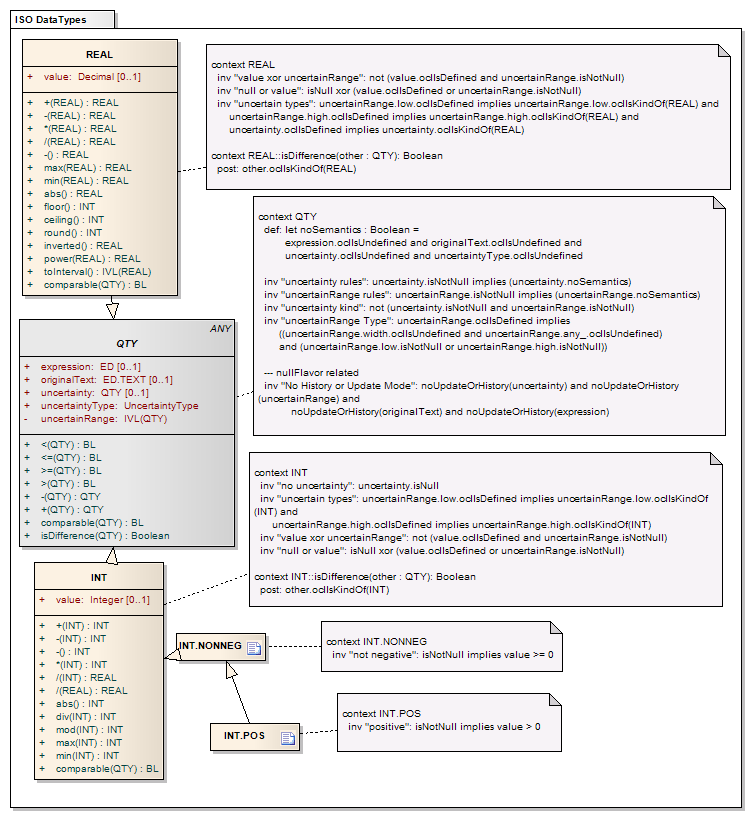 ISO DataTypes
REAL
+ value: Decimal [0..1]
+ +(REAL) : REAL
+ -(REAL) : REAL
+ *(REAL) : REAL
+ /(REAL) : REAL
+ -() : REAL
+ max(REAL) : REAL
+ min(REAL) : REAL
+ abs() : REAL
+ floor() : INT
+ ceiling() : INT
+ round() : INT
+ inverted() : REAL
+ power(REAL) : REAL
+ toInterval() : IVL(REAL)
+ comparable(QTY) : BL
context REAL
inv "value xor uncertainRange": not (value.oclIsDefined and uncertainRange.isNotNull)
inv "null or value": isNull xor (value.oclIsDefined or uncertainRange.isNotNull)
inv "uncertain types": uncertainRange.low.oclIsDefined implies uncertainRange.low.oclIsKindOf(REAL) and
uncertainRange.high.oclIsDefined implies uncertainRange.high.oclIsKindOf(REAL) and
uncertainty.oclIsDefined implies uncertainty.oclIsKindOf(REAL)
context REAL::isDifference(other : QTY): Boolean
post: other.oclIsKindOf(REAL)
ANY
QTY
+ expression: ED [0..1]
+ originalText: ED.TEXT [0..1]
+ uncertainty: QTY [0..1]
+ uncertaintyType: UncertaintyType
- uncertainRange: IVL(QTY)
+ <(QTY) : BL
+ <=(QTY) : BL
+ >=(QTY) : BL
+ >(QTY) : BL
+ -(QTY) : QTY
+ +(QTY) : QTY
+ comparable(QTY) : BL
+ isDifference(QTY) : Boolean
context QTY
def: let noSemantics : Boolean =
expression.oclIsUndefined and originalText.oclIsUndefined and
uncertainty.oclIsUndefined and uncertaintyType.oclIsUndefined
inv "uncertainty rules": uncertainty.isNotNull implies (uncertainty.noSemantics)
inv "uncertaintyRange rules": uncertainRange.isNotNull implies (uncertainRange.noSemantics)
inv "uncertainty kind": not (uncertainty.isNotNull and uncertainRange.isNotNull)
inv "uncertainRange Type": uncertainRange.oclIsDefined implies
((uncertainRange.width.oclIsUndefined and uncertainRange.any_.oclIsUndefined)
and (uncertainRange.low.isNotNull or uncertainRange.high.isNotNull))
--- nullFlavor related
inv "No History or Update Mode": noUpdateOrHistory(uncertainty) and noUpdateOrHistory
(uncertainRange) and
noUpdateOrHistory(originalText) and noUpdateOrHistory(expression)
INT
+ value: Integer [0..1]
+ +(INT) : INT
+ -(INT) : INT
+ -() : INT
+ *(INT) : INT
+ /(INT) : REAL
+ /(REAL) : REAL
+ abs() : INT
+ div(INT) : INT
+ mod(INT) : INT
+ max(INT) : INT
+ min(INT) : INT
+ comparable(QTY) : BL
context INT
inv "no uncertainty": uncertainty.isNull
inv "uncertain types": uncertainRange.low.oclIsDefined implies uncertainRange.low.oclIsKindOf
(INT) and
uncertainRange.high.oclIsDefined implies uncertainRange.high.oclIsKindOf(INT)
inv "value xor uncertainRange": not (value.oclIsDefined and uncertainRange.isNotNull)
inv "null or value": isNull xor (value.oclIsDefined or uncertainRange.isNotNull)
context INT::isDifference(other : QTY): Boolean
post: other.oclIsKindOf(INT)
INT.NONNEG
context INT.NONNEG
inv "not negative": isNotNull implies value >= 0
INT.POS
context INT.POS
inv "positive": isNotNull implies value > 0